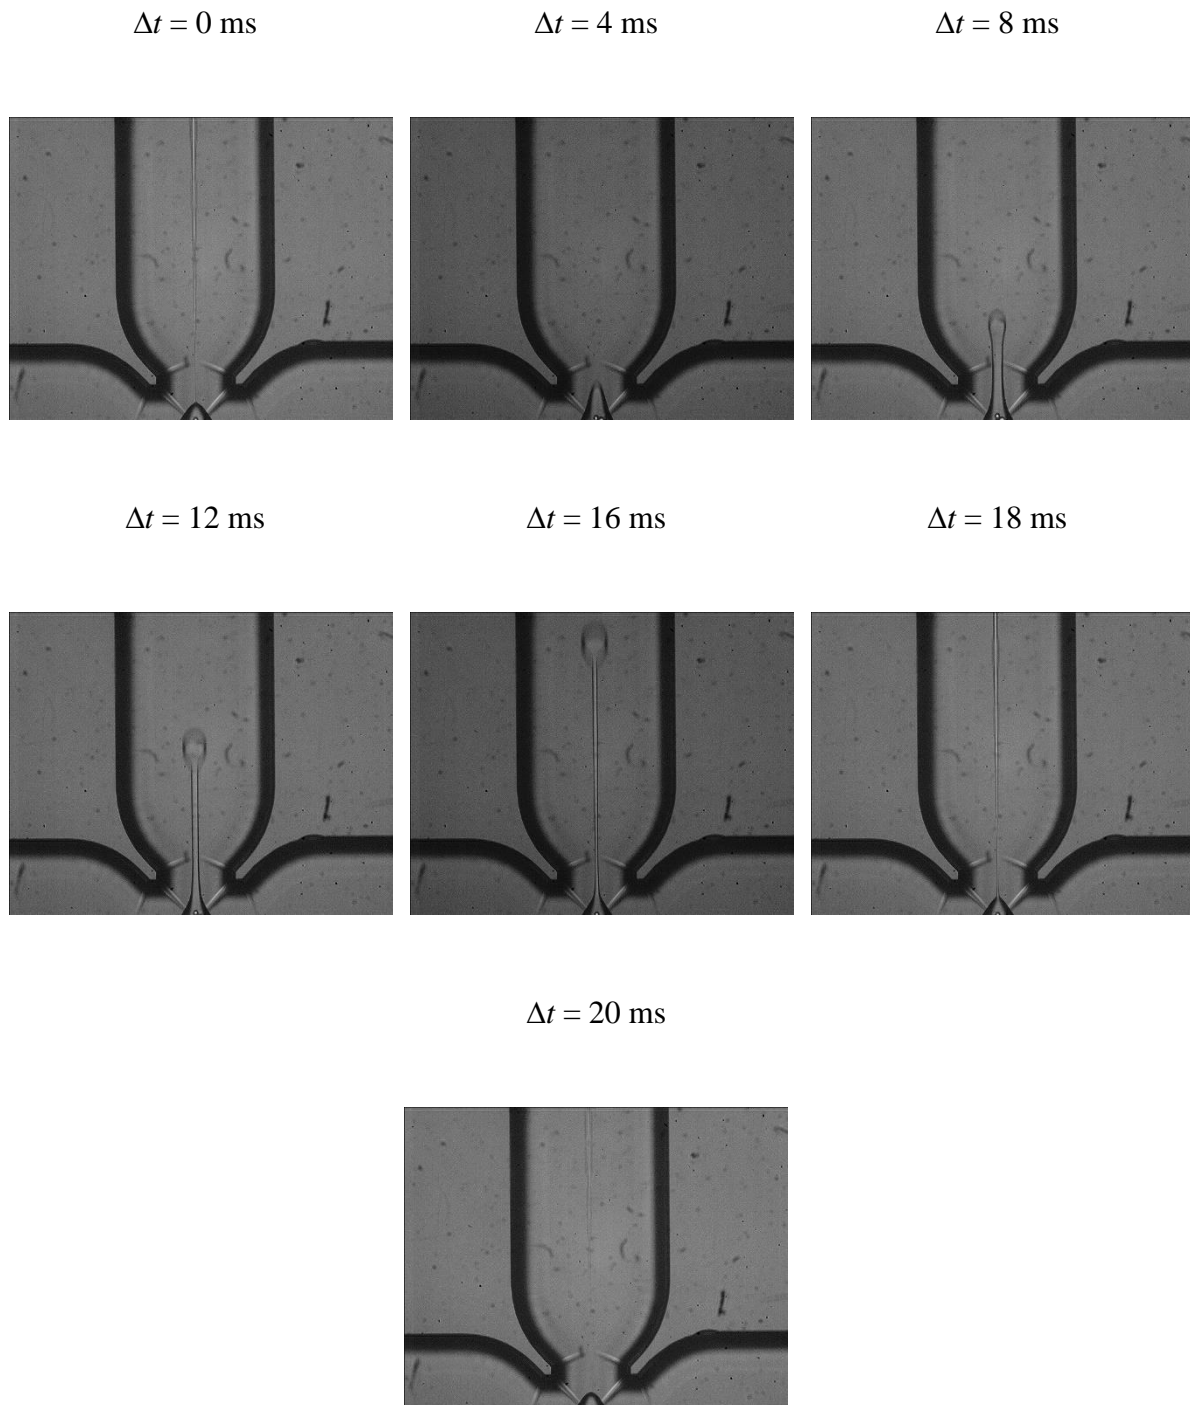 Δt = 0 ms
Δt = 4 ms
Δt = 8 ms
Δt = 12 ms
Δt = 16 ms
Δt = 18 ms
Δt = 20 ms